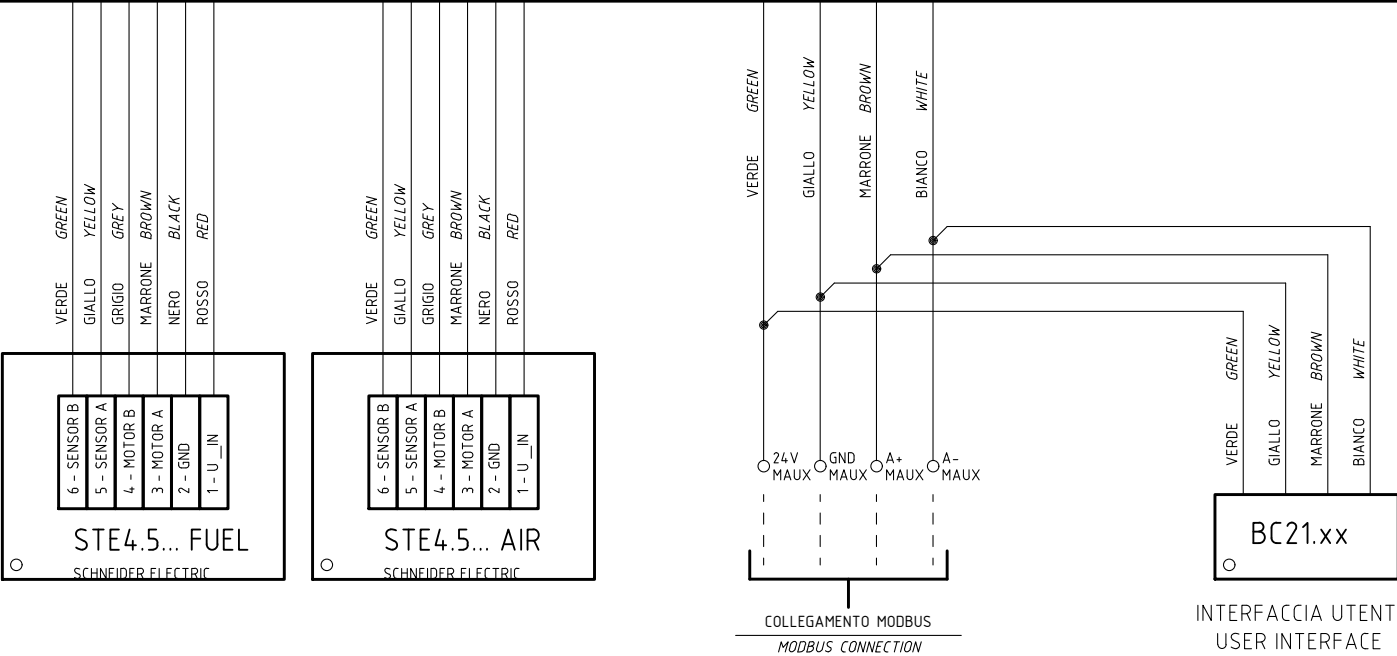 VERDE GREEN
GIALLO YELLOW
GRIGIO GREY
MARRONE BROWN
NERO BLACK
ROSSO RED
6 - SENSOR B
5 - SENSOR A
4 - MOTOR B
3 - MOTOR A
2 - GND
1 - U_IN
STE4.5... FUEL
SCHNEIDER ELECTRIC
VERDE GREEN
GIALLO YELLOW
GRIGIO GREY
MARRONE BROWN
NERO BLACK
ROSSO RED
6 - SENSOR B
5 - SENSOR A
4 - MOTOR B
3 - MOTOR A
2 - GND
1 - U_IN
STE4.5... AIR
SCHNEIDER ELECTRIC
VERDE GREEN
GIALLO YELLOW
MARRONE BROWN
BIANCO WHITE
24V
MAUX
GND
MAUX
A+
MAUX
A-
MAUX
COLLEGAMENTO MODBUS
MODBUS CONNECTION
VERDE GREEN
GIALLO YELLOW
MARRONE BROWN
BIANCO WHITE
BC21.xx
INTERFACCIA UTENT
USER INTERFACE